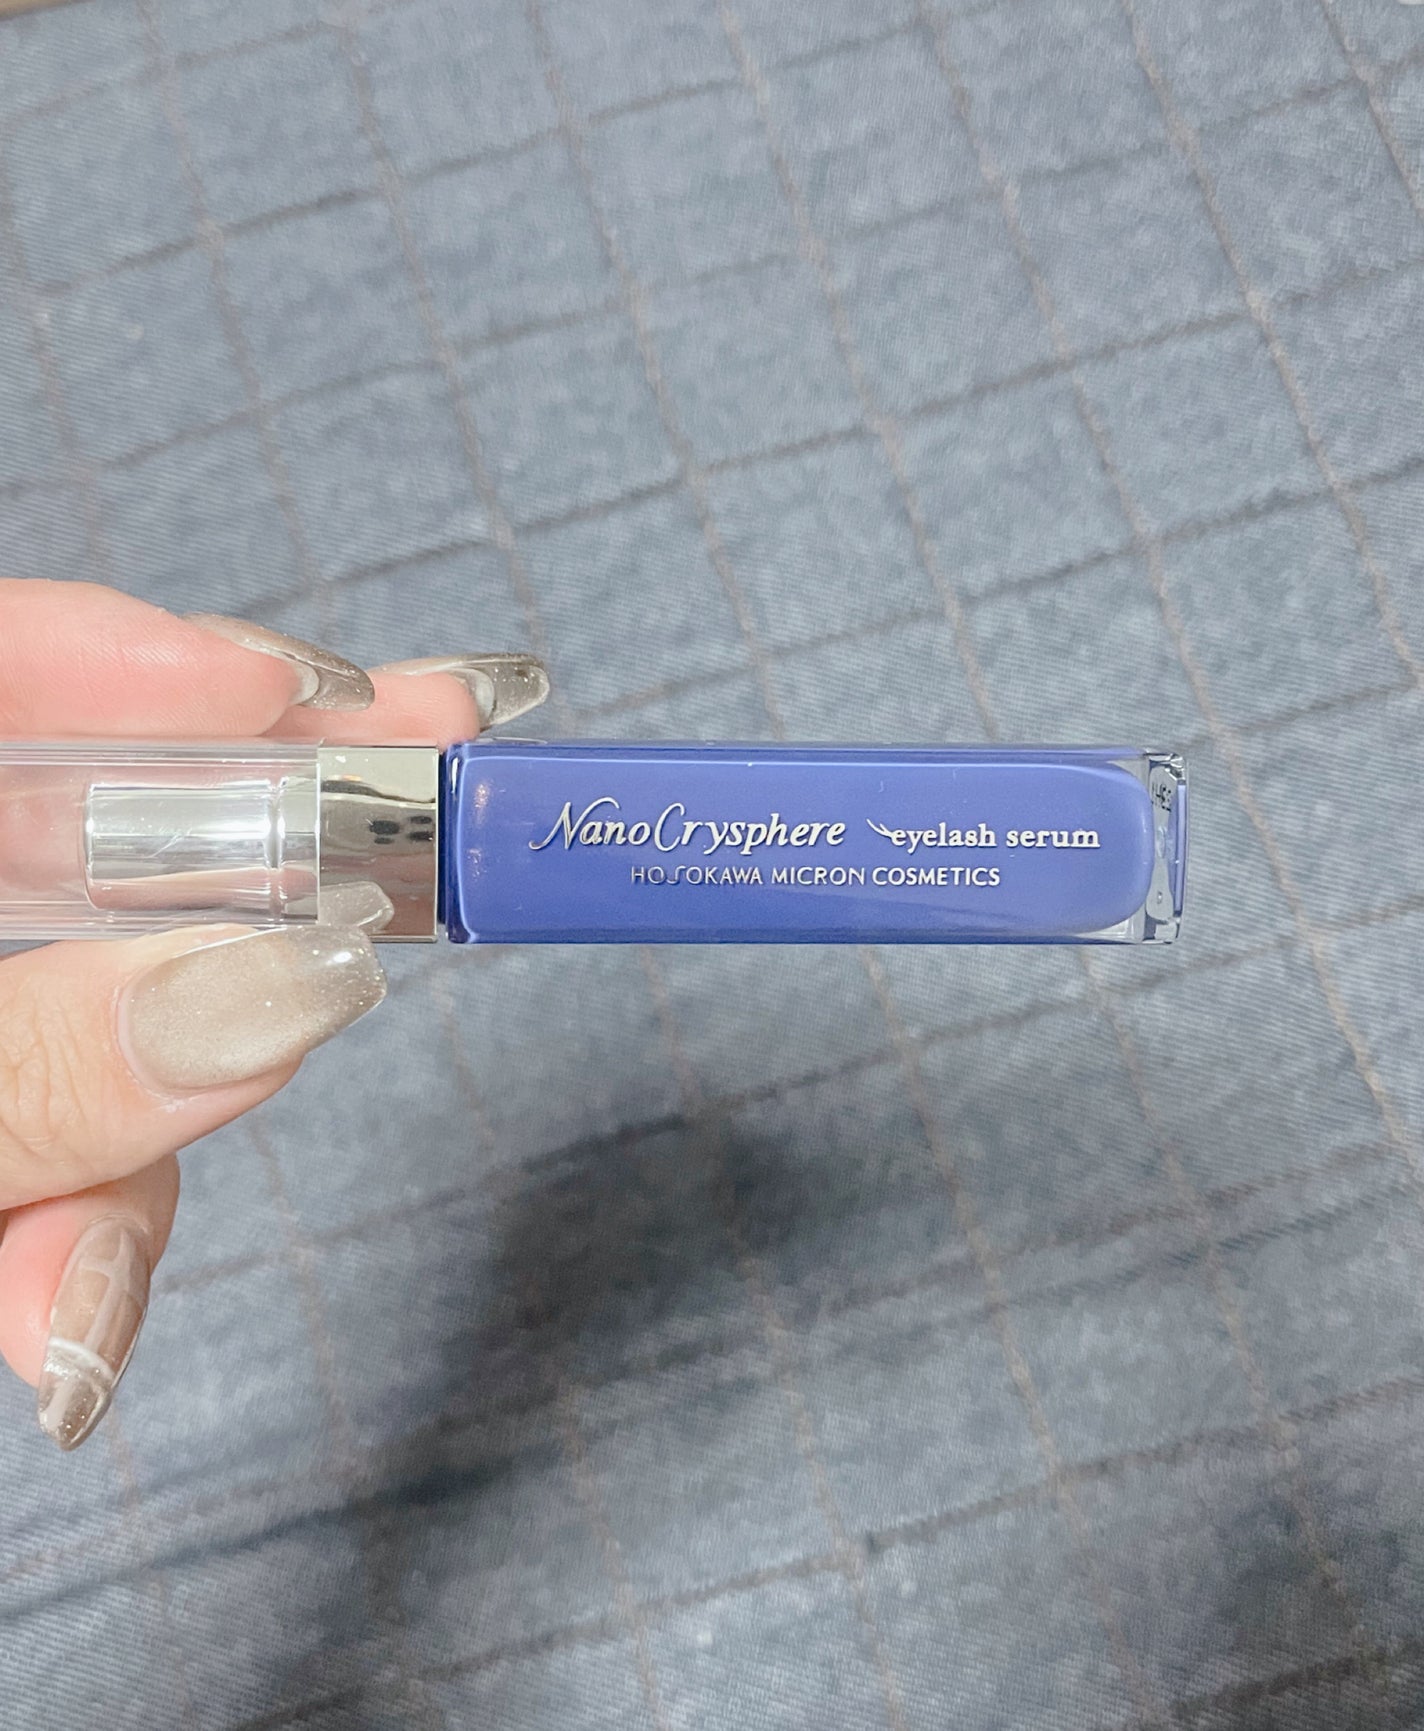 NanoCrysphere eyelash serum
HOSOKAWA MICRON COSMETICS